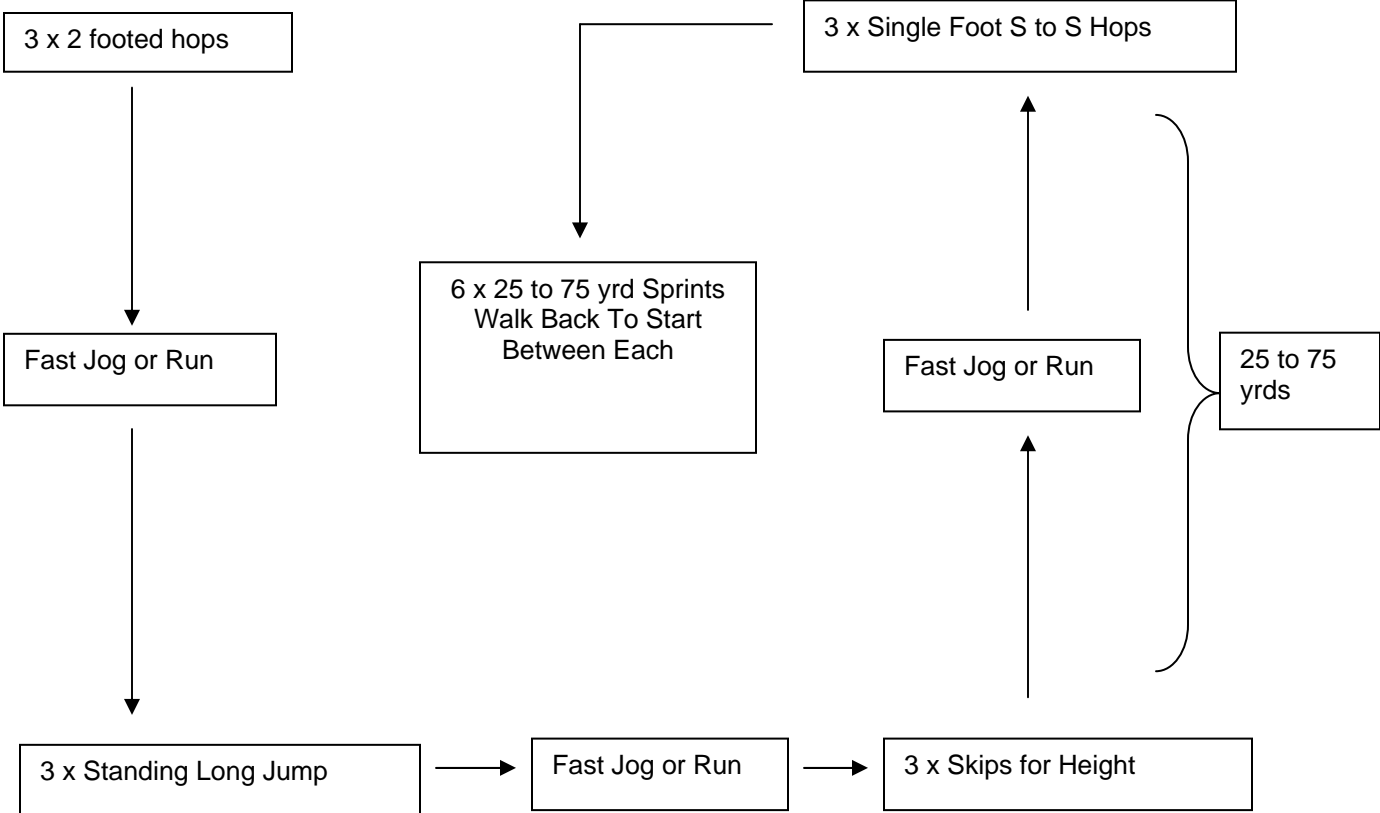 3 x 2 footed hops
3 x Single Foot S to S Hops
6 x 25 to 75 yrd Sprints
Walk Back To Start
Between Each
Fast Jog or Run
Fast Jog or Run
25 to 75
yrds
3 x Standing Long Jump
Fast Jog or Run
3 x Skips for Height